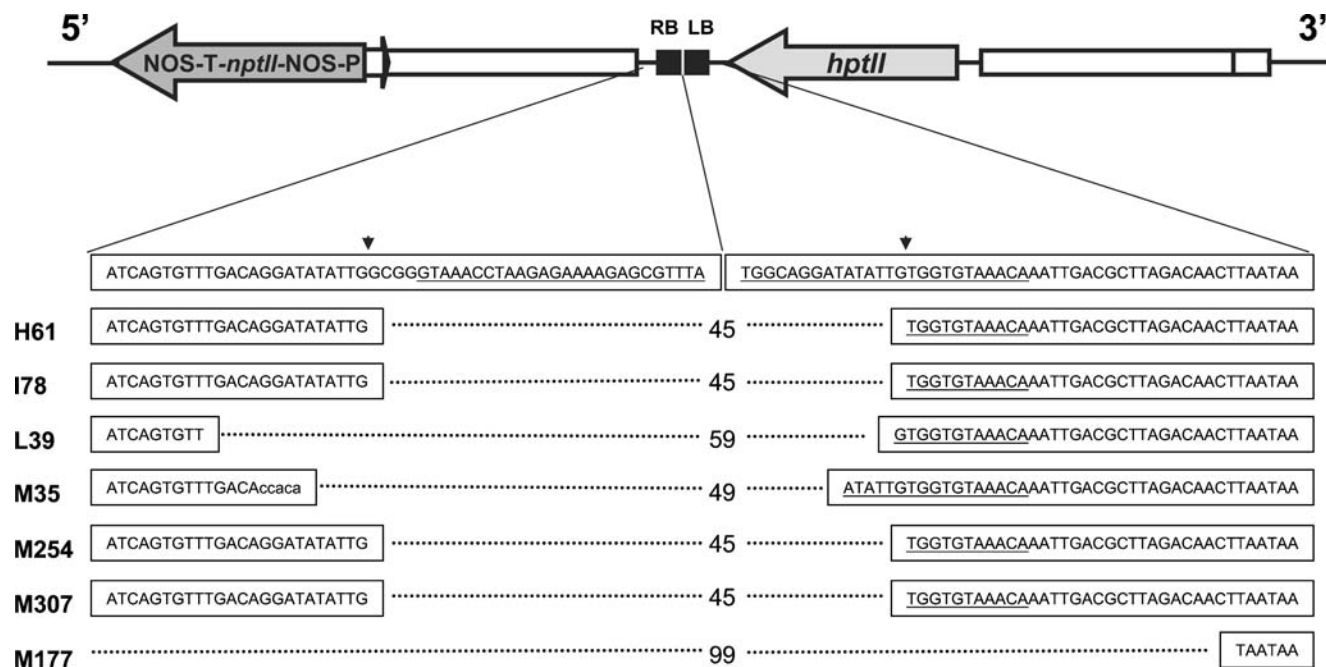 5’ RB LB 3’
NOS-T-nptII-NOS-P hptII
ATCAGTGTTTGACAGGATATATTGGCGGGTAAACCTAAGAGAAAAGAGCGTTTA TGGCAGGATATATTGTGGTGTAAACAAATTGACGCTTAGACAACTTAATAA
H61 ATCAGTGTTTGACAGGATATATTG 45 TGGTGTAAACAAATTGACGCTTAGACAACTTAATAA
I78 ATCAGTGTTTGACAGGATATATTG 45 TGGTGTAAACAAATTGACGCTTAGACAACTTAATAA
L39 ATCAGTGTT 59 GTGGTGTAAACAAATTGACGCTTAGACAACTTAATAA
M35 ATCAGTGTTTGACAccaca 49 ATATTGTGGTGTAAACAAATTGACGCTTAGACAACTTAATAA
M254 ATCAGTGTTTGACAGGATATATTG 45 TGGTGTAAACAAATTGACGCTTAGACAACTTAATAA
M307 ATCAGTGTTTGACAGGATATATTG 45 TGGTGTAAACAAATTGACGCTTAGACAACTTAATAA
M177 99 TAATAA